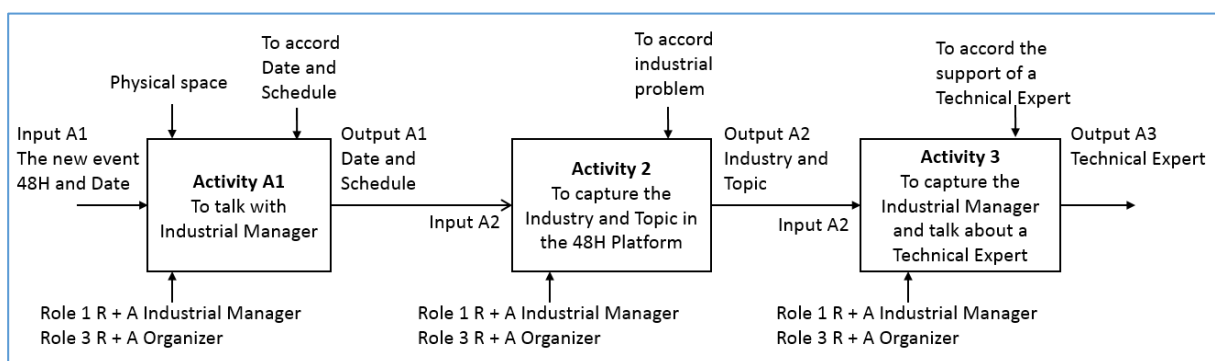 Physical space
To accord
Date and
Schedule
Input A1
The new event
48H and Date
Activity A1
To talk with
Industrial Manager
Output A1
Date and
Schedule
Role 1 R + A Industrial Manager
Role 3 R + A Organizer
Input A2
To accord
industrial
problem
Activity 2
To capture the
Industry and Topic in
the 48H Platform
Output A2
Industry and
Topic
Role 1 R + A Industrial Manager
Role 3 R + A Organizer
Input A2
To accord the
support of a
Technical Expert
Activity 3
To capture the
Industrial Manager
and talk about a
Technical Expert
Output A3
Technical Expert
Role 1 R + A Industrial Manager
Role 3 R + A Organizer